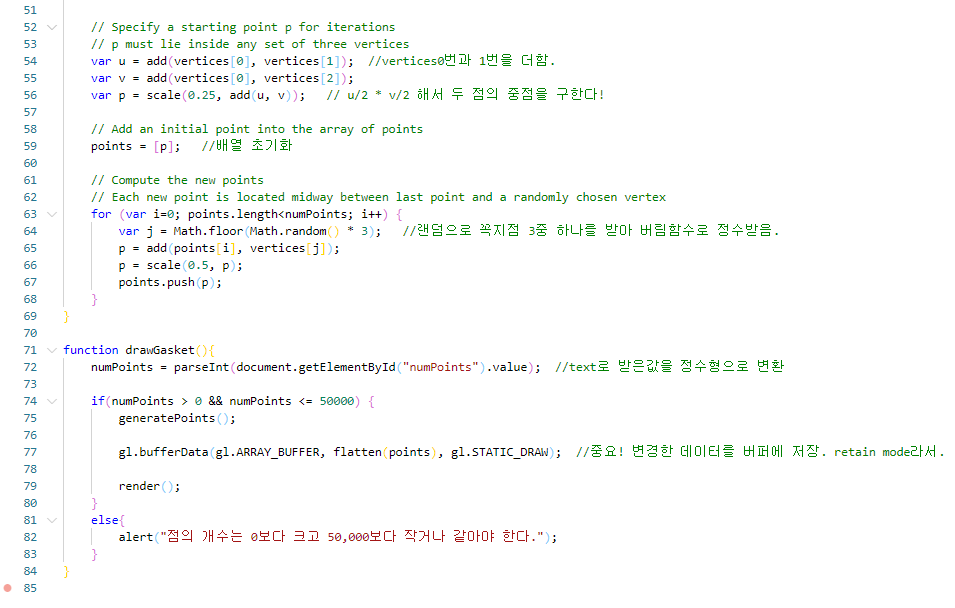 51
52 // Specify a starting point p for iterations
53 // p must lie inside any set of three vertices
54 var u = add(vertices[0], vertices[1]);  //vertices0번과 1번을 더함.
55 var v = add(vertices[0], vertices[2]);
56 var p = scale(0.25, add(u, v));   // u/2 * v/2 해서 두 점의 중점을 구한다!
57
58 // Add an initial point into the array of points
59 points = [p];   //배열 초기화
60
61 // Compute the new points
62 // Each new point is located midway between last point and a randomly chosen vertex
63 for (var i=0; points.length<numPoints; i++) {
64 var j = Math.floor(Math.random() * 3);   //랜덤으로 꼭지점 3중 하나를 받아 버림함수로 정수받음.
65 p = add(points[i], vertices[j]);
66 p = scale(0.5, p);
67 points.push(p);
68 }
69 }
70
71 function drawGasket(){
72 numPoints = parseInt(document.getElementById("numPoints").value);  //text로 받은값을 정수형으로 변환
73
74 if(numPoints > 0 && numPoints <= 50000) {
75 generatePoints();
76
77 gl.bufferData(gl.ARRAY_BUFFER, flatten(points), gl.STATIC_DRAW);  //중요! 변경한 데이터를 버퍼에 저장. retain mode라서.
78
79 render();
80 }
81 else{
82 alert("점의 개수는 0보다 크고 50,000보다 작거나 같아야 한다.");
83 }
84 }
85